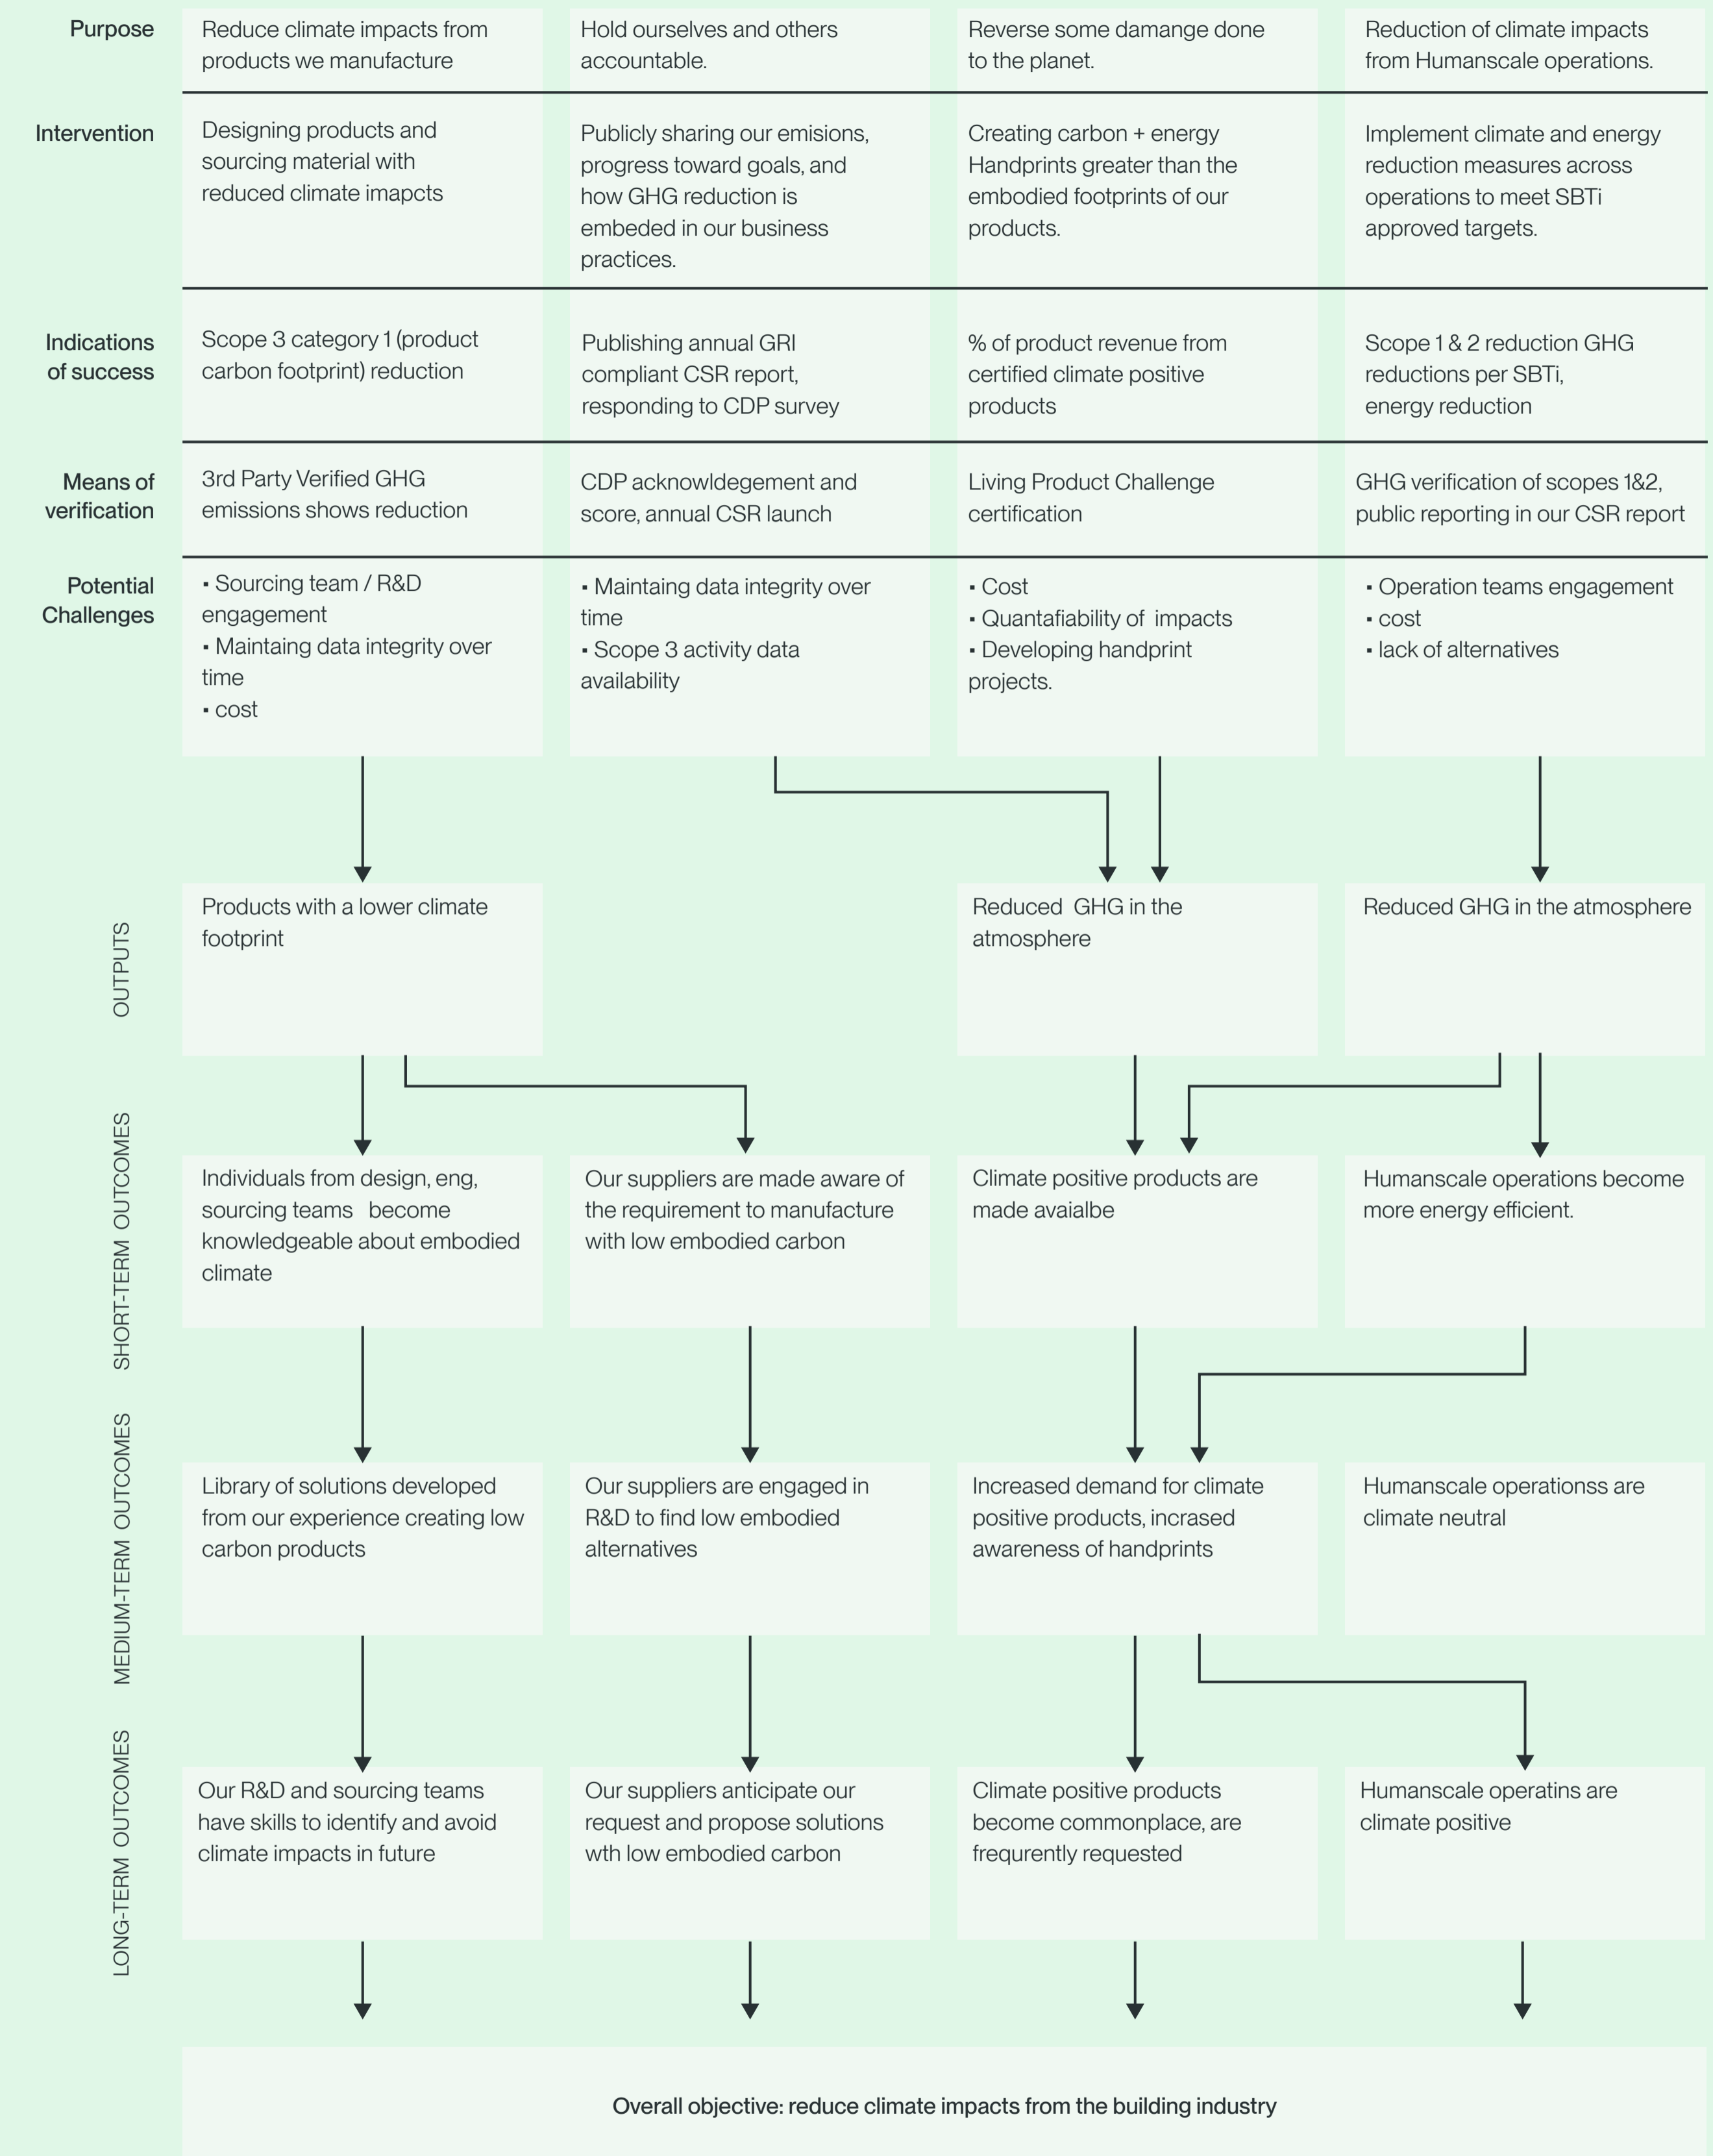 Purpose
Reduce climate impacts from
products we manufacture
Hold ourselves and others
accountable.
Reverse some damange done
to the planet.
Reduction of climate impacts
from Humanscale operations.
Intervention
Designing products and
sourcing material with
reduced climate imapcts
Publicly sharing our emisions,
progress toward goals, and
how GHG reduction is
embeded in our business
practices.
Creating carbon + energy
Handprints greater than the
embodied footprints of our
products.
Implement climate and energy
reduction measures across
operations to meet SBTi
approved targets.
Indications
of success
Scope 3 category 1 (product
carbon footprint) reduction
Publishing annual GRI
compliant CSR report,
responding to CDP survey
% of product revenue from
certified climate positive
products
Scope 1 & 2 reduction GHG
reductions per SBTi,
energy reduction
Means of
verification
3rd Party Verified GHG
emissions shows reduction
CDP acknowldegement and
score, annual CSR launch
Living Product Challenge
certification
GHG verification of scopes 1&2,
public reporting in our CSR report
Potential
Challenges
▪ Sourcing team / R&D
engagement
▪ Maintaing data integrity over
time
▪ cost
▪ Maintaing data integrity over
time
▪ Scope 3 activity data
availability
▪ Cost
▪ Quantafiability of  impacts
▪ Developing handprint
projects.
▪ Operation teams engagement
▪ cost
▪ lack of alternatives
OUTPUTS
Products with a lower climate
footprint
Reduced  GHG in the
atmosphere
Reduced GHG in the atmosphere
SHORT-TERM OUTCOMES
Individuals from design, eng,
sourcing teams   become
knowledgeable about embodied
climate
Our suppliers are made aware of
the requirement to manufacture
with low embodied carbon
Climate positive products are
made avaialbe
Humanscale operations become
more energy efficient.
MEDIUM-TERM OUTCOMES
Library of solutions developed
from our experience creating low
carbon products
Our suppliers are engaged in
R&D to find low embodied
alternatives
Increased demand for climate
positive products, incrased
awareness of handprints
Humanscale operationss are
climate neutral
LONG-TERM OUTCOMES
Our R&D and sourcing teams
have skills to identify and avoid
climate impacts in future
Our suppliers anticipate our
request and propose solutions
wth low embodied carbon
Climate positive products
become commonplace, are
frequrently requested
Humanscale operatins are
climate positive
Overall objective: reduce climate impacts from the building industry